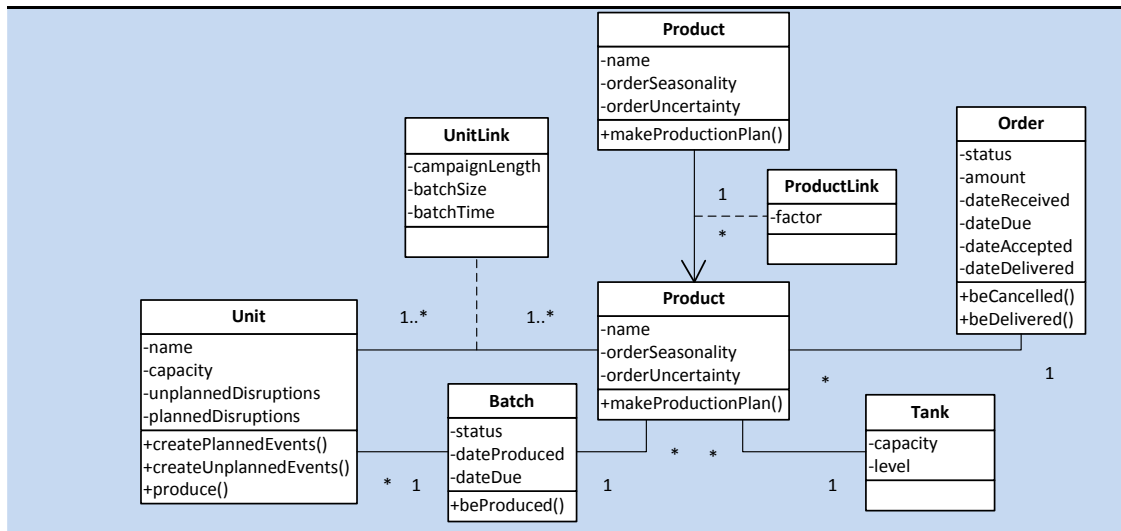 Product
-name
-orderSeasonality
-orderUncertainty
+makeProductionPlan()
UnitLink
-campaignLength
-batchSize
-batchTime
Order
-status
-amount
-dateReceived
-dateDue
-dateAccepted
-dateDelivered
+beCancelled()
+beDelivered()
1
*
ProductLink
-factor
Unit
-name
-capacity
-unplannedDisruptions
-plannedDisruptions
+createPlannedEvents()
+createUnplannedEvents()
+produce()
1..*
1..*
Product
-name
-orderSeasonality
-orderUncertainty
+makeProductionPlan()
*
1
Batch
-status
-dateProduced
-dateDue
+beProduced()
*
1
1
*
*
1
Tank
-capacity
-level